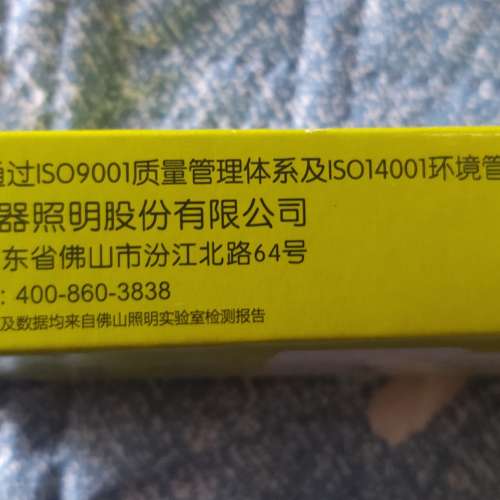 通过ISO9001质量管理体系及ISO14001环境管
器照明股份有限公司
东省佛山市汾江北路64号
: 400-860-3838
及数据均来自佛山照明实验室检测报告